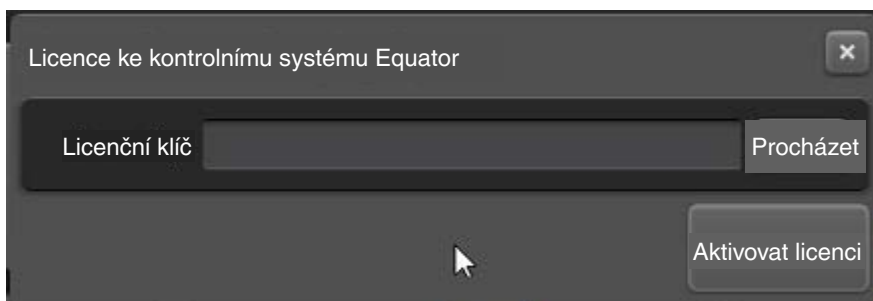 Licence ke kontrolnímu systému Equator
Licenční klíč
Procházet
Aktivovat licenci